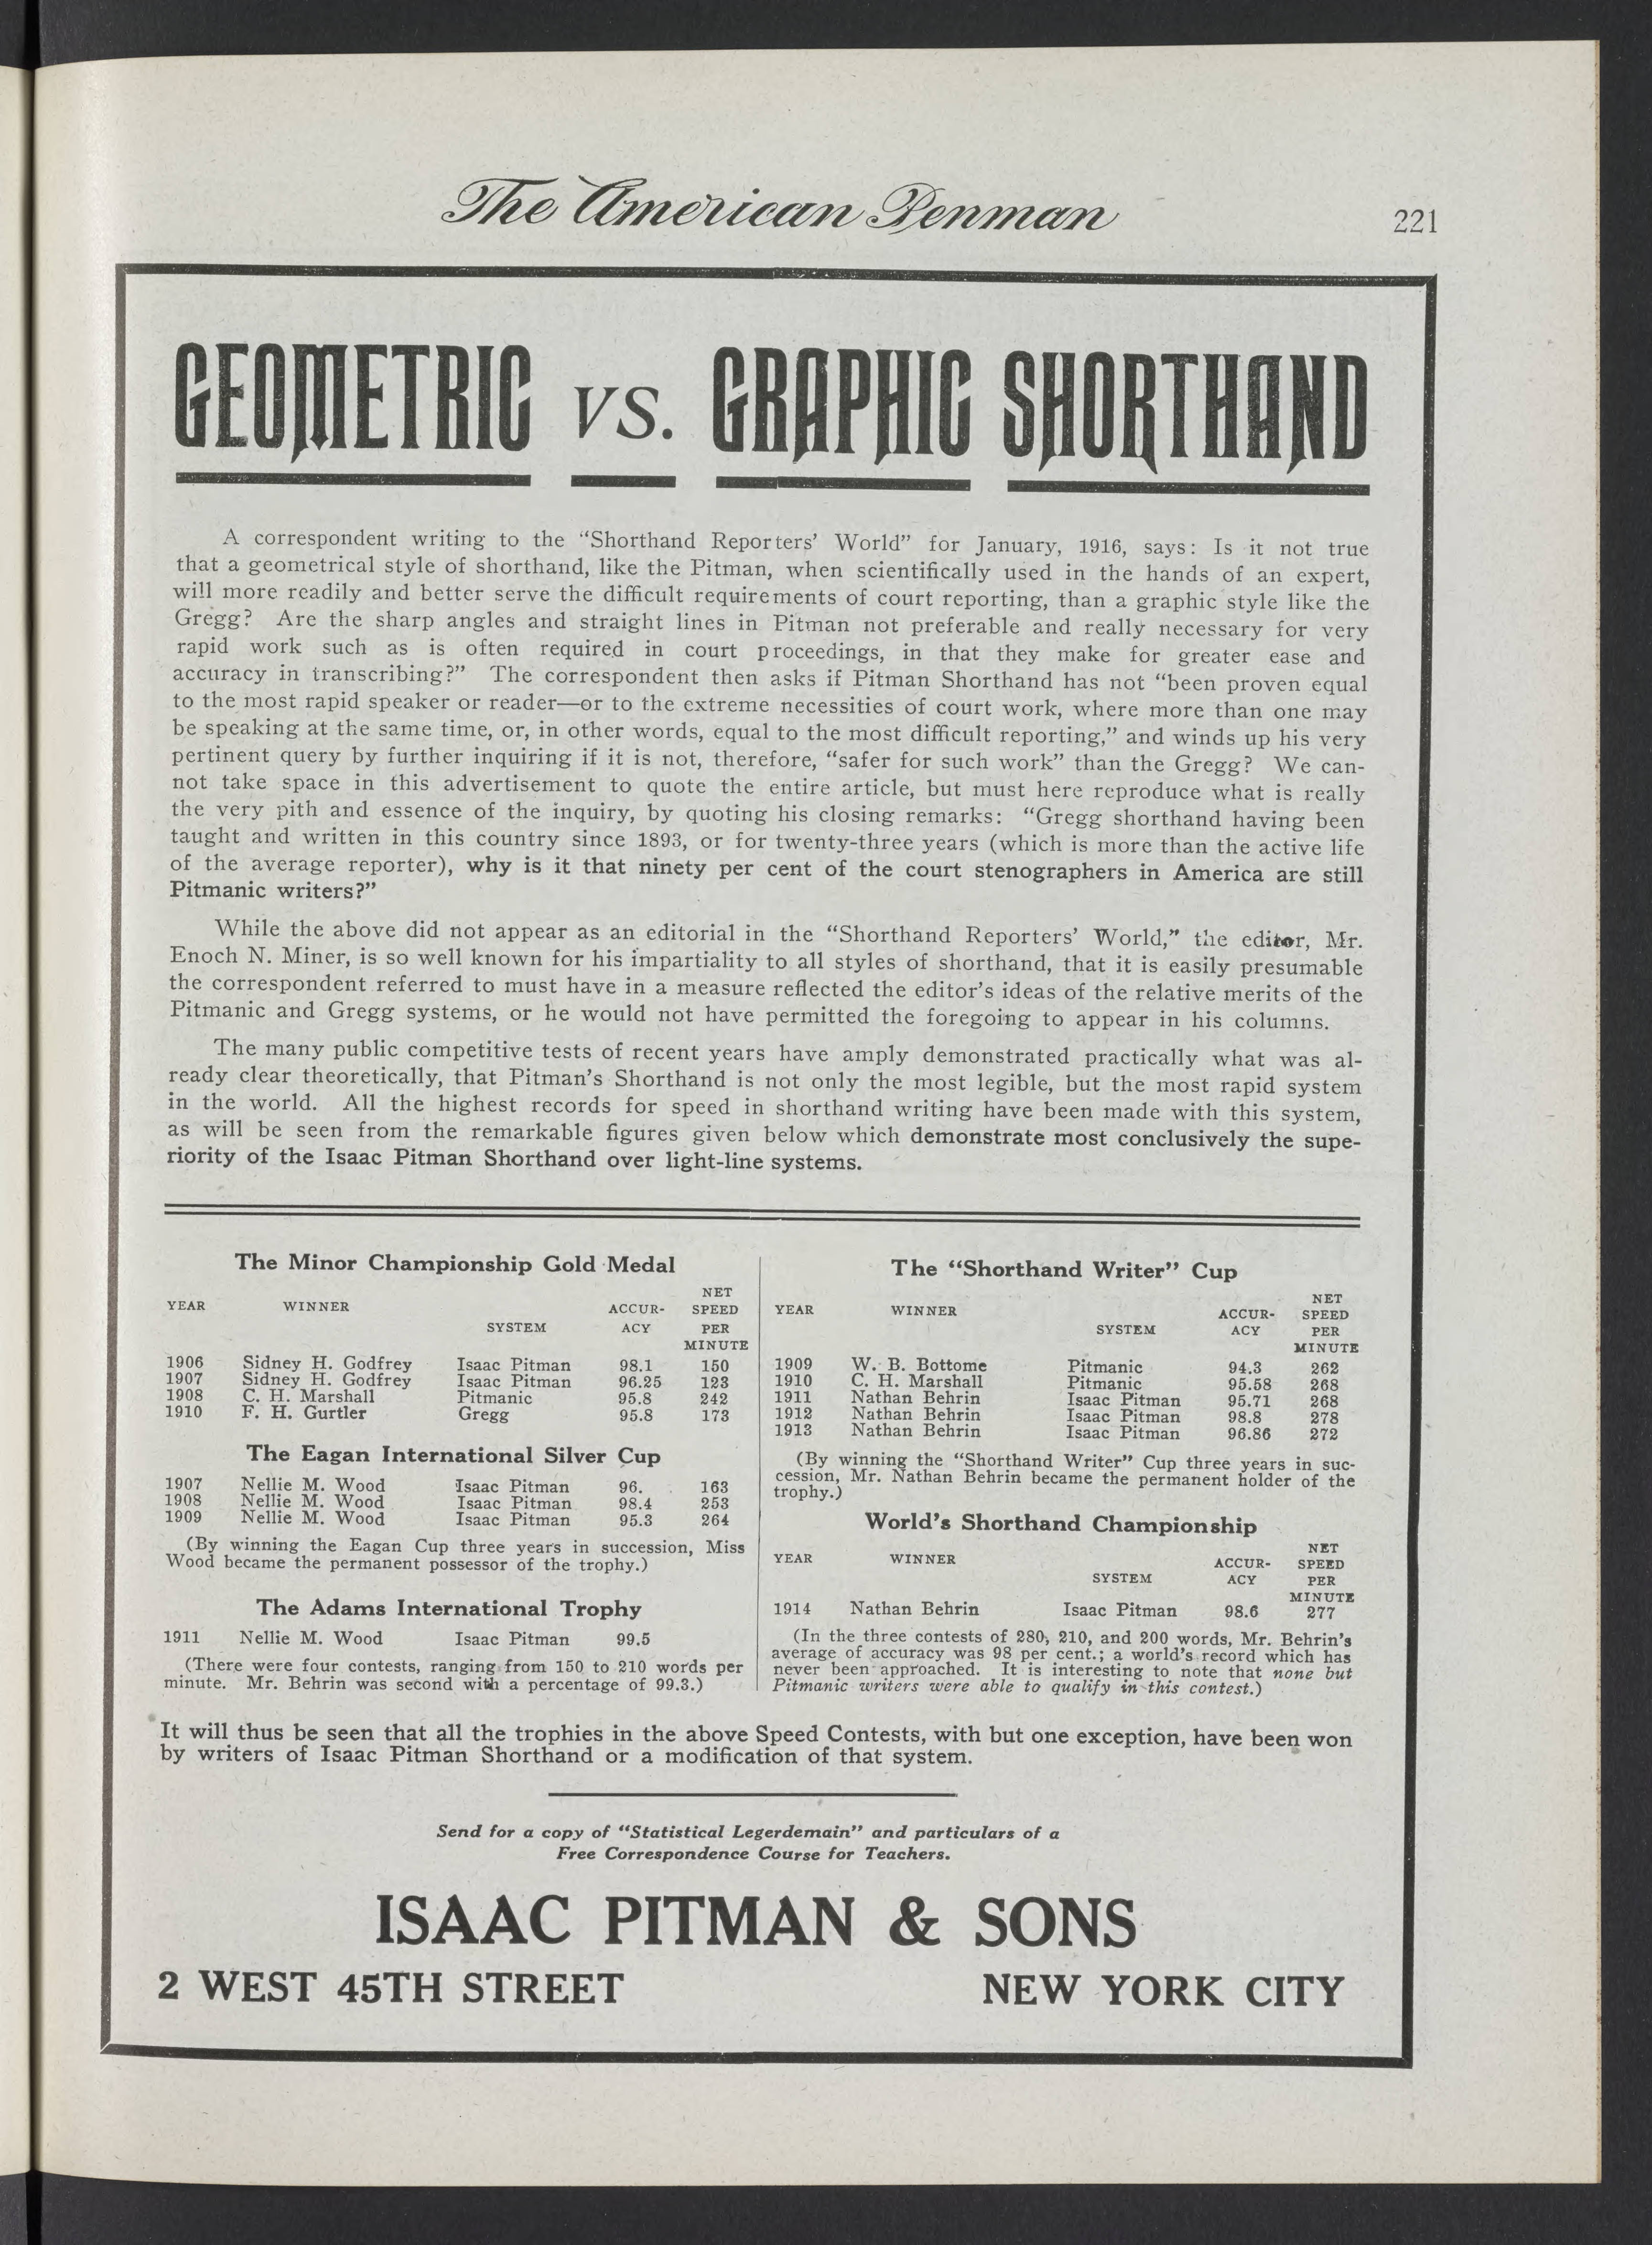 The American Penman
221
GEOMETRIC vs. GRAPHIC SHORTHAND
A correspondent writing to the “Shorthand Reporters’ World” for January, 1916, says: Is it not true
that a geometrical style of shorthand, like the Pitman, when scientifically used in the hands of an expert,
will more readily and better serve the difficult requirements of court reporting, than a graphic style like the
Gregg? Are the sharp angles and straight lines in Pitman not preferable and really necessary for very
rapid work such as is often required in court proceedings, in that they make for greater ease and
accuracy in transcribing?” The correspondent then asks if Pitman Shorthand has not “been proven equal
to the most rapid speaker or reader—or to the extreme necessities of court work, where more than one may
be speaking at the same time, or, in other words, equal to the most difficult reporting,” and winds up his very
pertinent query by further inquiring if it is not, therefore, “safer for such work” than the Gregg? We can-
not take space in this advertisement to quote the entire article, but must here reproduce what is really
the very pith and essence of the inquiry, by quoting his closing remarks: “Gregg shorthand having been
taught and written in this country since 1893, or for twenty-three years (which is more than the active life
of the average reporter), why is it that ninety per cent of the court stenographers in America are still
Pitmanic writers?”
While the above did not appear as an editorial in the “Shorthand Reporters’ World,” the editor, Mr.
Enoch N. Miner, is so well known for his impartiality to all styles of shorthand, that it is easily presumable
the correspondent referred to must have in a measure reflected the editor’s ideas of the relative merits of the
Pitmanic and Gregg systems, or he would not have permitted the foregoing to appear in his columns.
The many public competitive tests of recent years have amply demonstrated practically what was al-
ready clear theoretically, that Pitman’s Shorthand is not only the most legible, but the most rapid system
in the world. All the highest records for speed in shorthand writing have been made with this system,
as will be seen from the remarkable figures given below which demonstrate most conclusively the supe-
riority of the Isaac Pitman Shorthand over light-line systems.
The Minor Championship Gold Medal
YEAR WINNER SYSTEM ACCUR-ACY NET SPEED PER MINUTE
1906 Sidney H. Godfrey Isaac Pitman 98.1 150
1907 Sidney H. Godfrey Isaac Pitman 96.25 123
1908 C. H. Marshall Pitmanic 95.8 242
1910 F. H. Gurtler Gregg 95.8 173
The Eagan International Silver Cup
1907 Nellie M. Wood Isaac Pitman 96. 163
1908 Nellie M. Wood Isaac Pitman 98.4 253
1909 Nellie M. Wood Isaac Pitman 95.3 264
(By winning the Eagan Cup three years in succession, Miss
Wood became the permanent possessor of the trophy.)
The Adams International Trophy
1911 Nellie M. Wood Isaac Pitman 99.5
(There were four contests, ranging from 150 to 210 words per
minute. Mr. Behrin was second with a percentage of 99.3.)
The “Shorthand Writer” Cup
YEAR WINNER SYSTEM ACCUR-ACY NET SPEED PER MINUTE
1909 W. B. Bottome Pitmanic 94.3 262
1910 C. H. Marshall Pitmanic 95.58 268
1911 Nathan Behrin Isaac Pitman 95.71 268
1912 Nathan Behrin Isaac Pitman 98.8 278
1913 Nathan Behrin Isaac Pitman 96.86 272
(By winning the “Shorthand Writer” Cup three years in suc-
cession, Mr. Nathan Behrin became the permanent holder of the
trophy.)
World’s Shorthand Championship
YEAR WINNER SYSTEM ACCUR-ACY NET SPEED PER MINUTE
1914 Nathan Behrin Isaac Pitman 98.6 277
(In the three contests of 280, 210, and 200 words, Mr. Behrin’s
average of accuracy was 98 per cent.; a world’s record which has
never been approached. It is interesting to note that none but
Pitmanic writers were able to qualify in this contest.)
It will thus be seen that all the trophies in the above Speed Contests, with but one exception, have been won
by writers of Isaac Pitman Shorthand or a modification of that system.
Send for a copy of “Statistical Legerdemain” and particulars of a
Free Correspondence Course for Teachers.
ISAAC PITMAN & SONS
2 WEST 45TH STREET NEW YORK CITY